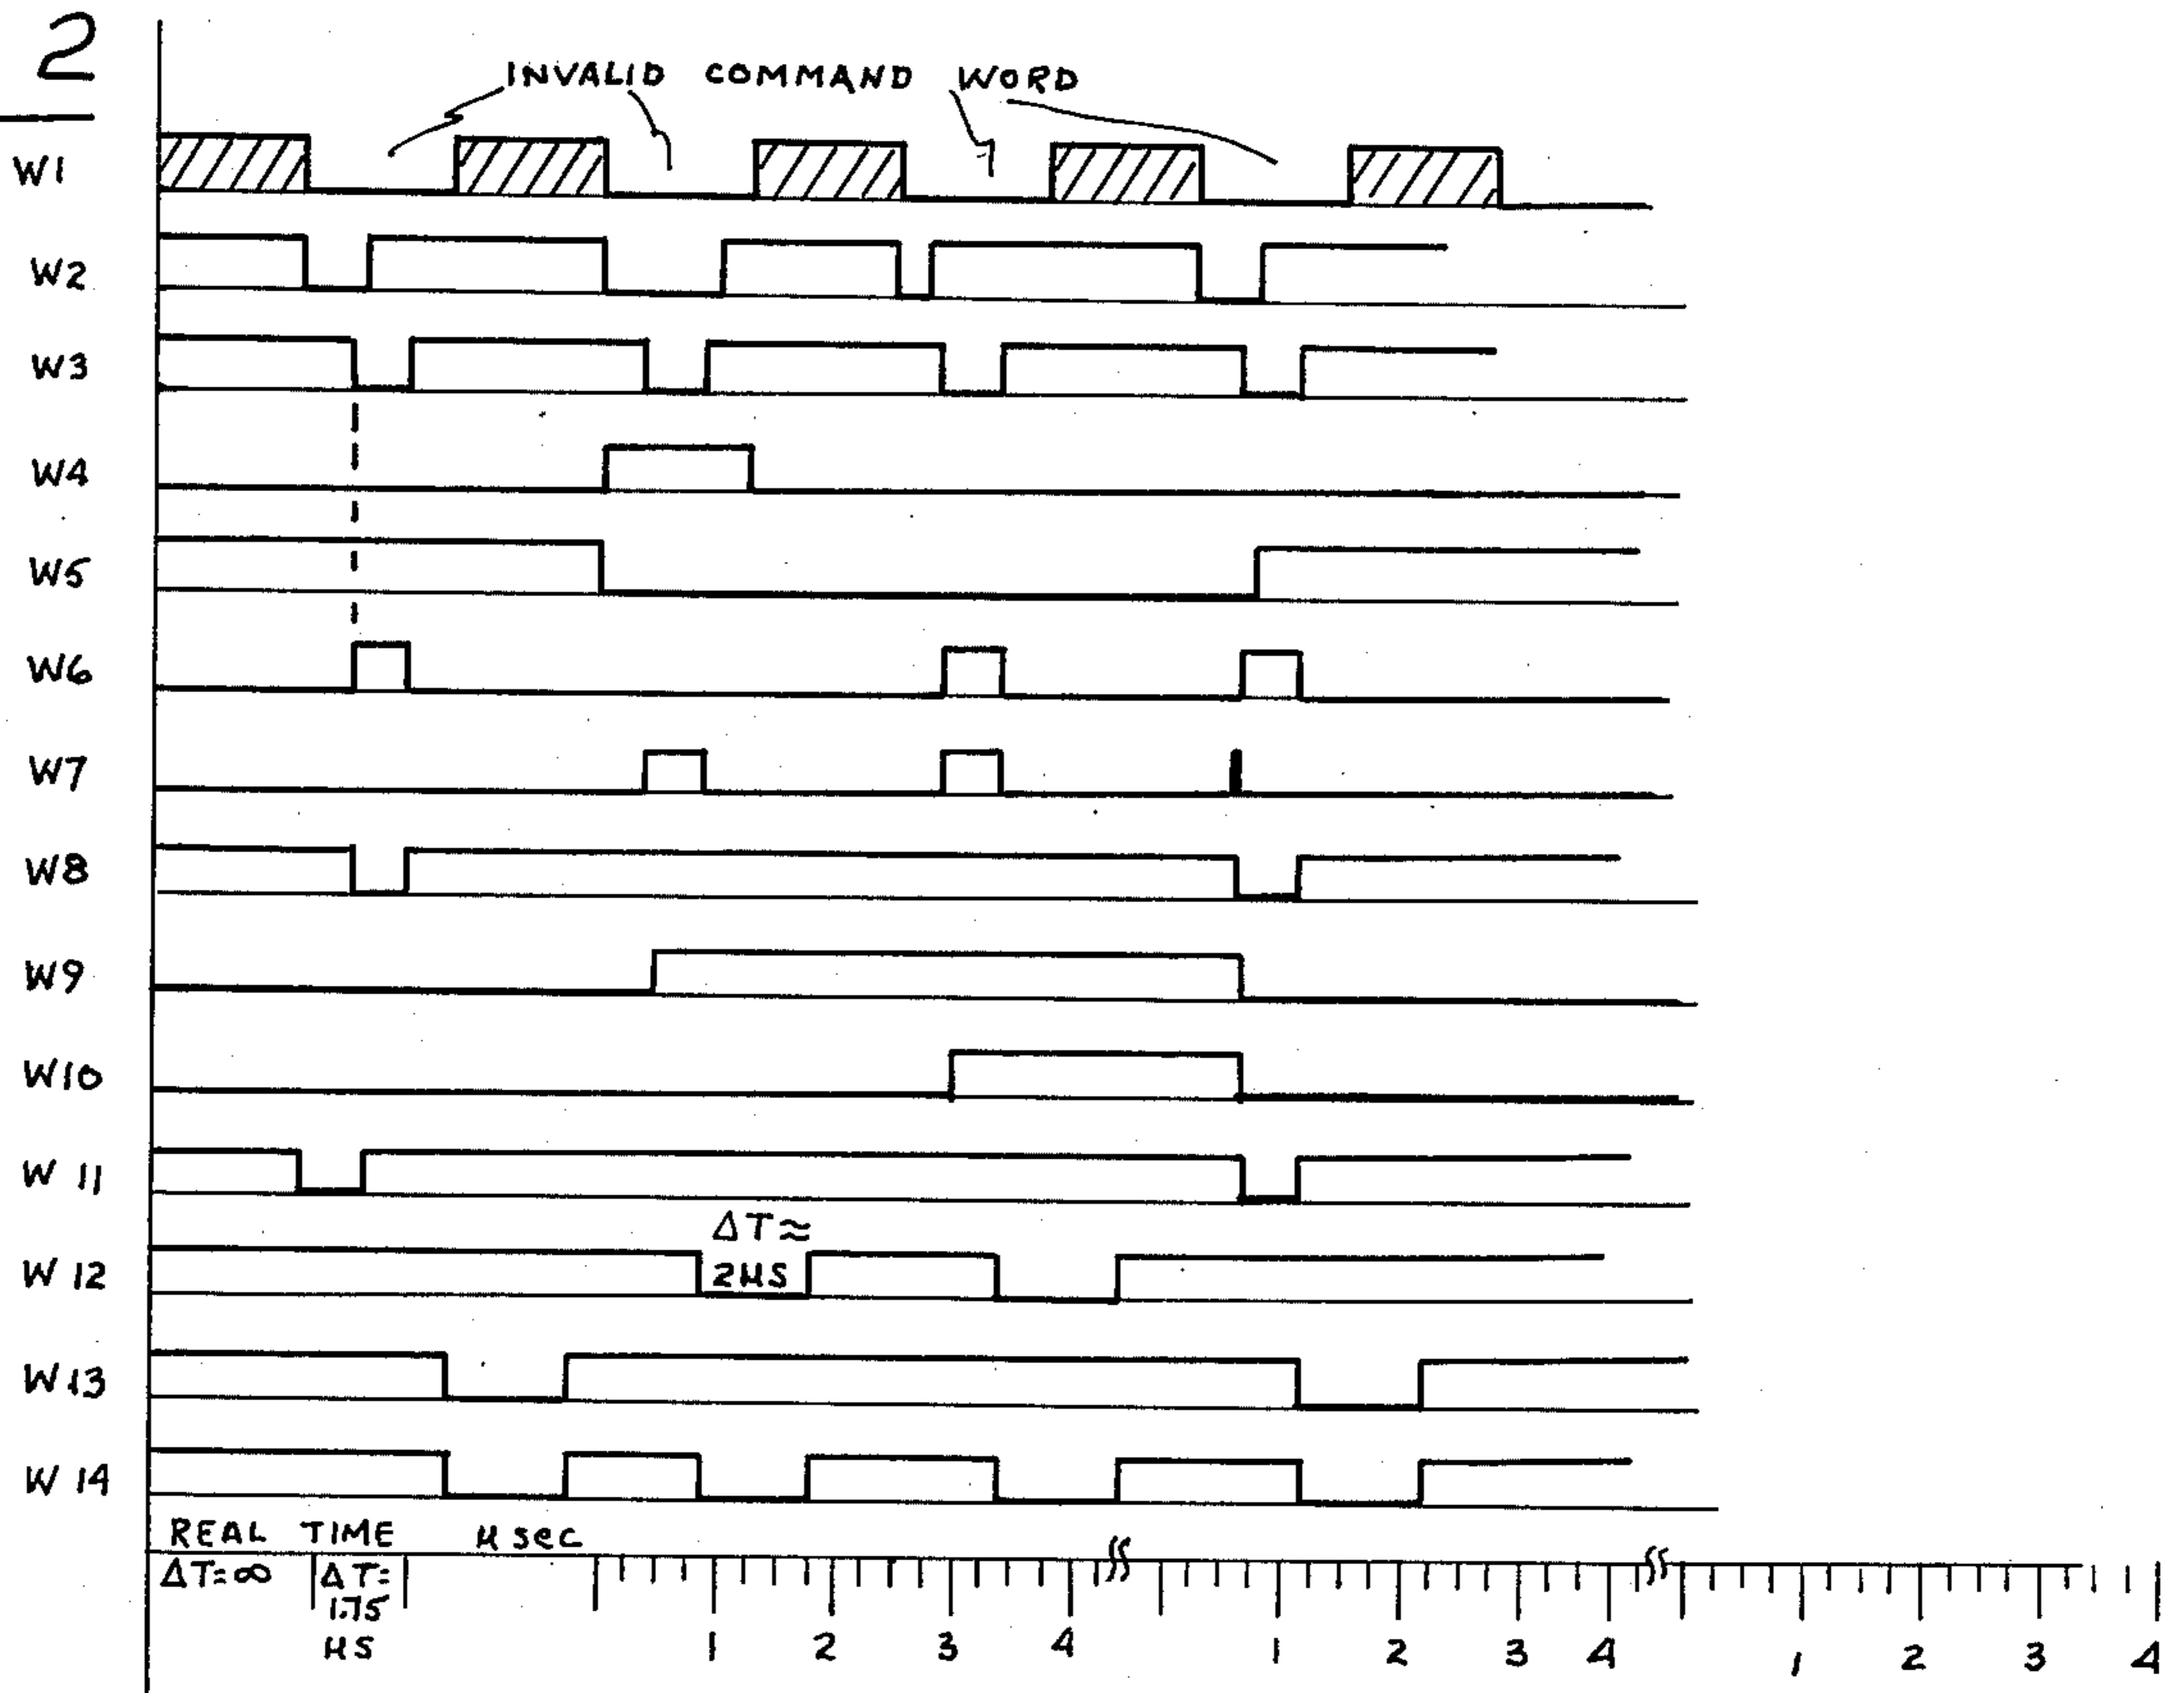 2
INVALID COMMAND WORD
W1
W2
W3
W4
W5
W6
W7
W8
W9
W10
W 11
ΔT≈
W 12
2μS
W 13
W 14
REAL TIME μsec
ΔT=∞ ΔT=
1.75
μS 1 2 3 4 1 2 3 4 1 2 3 4